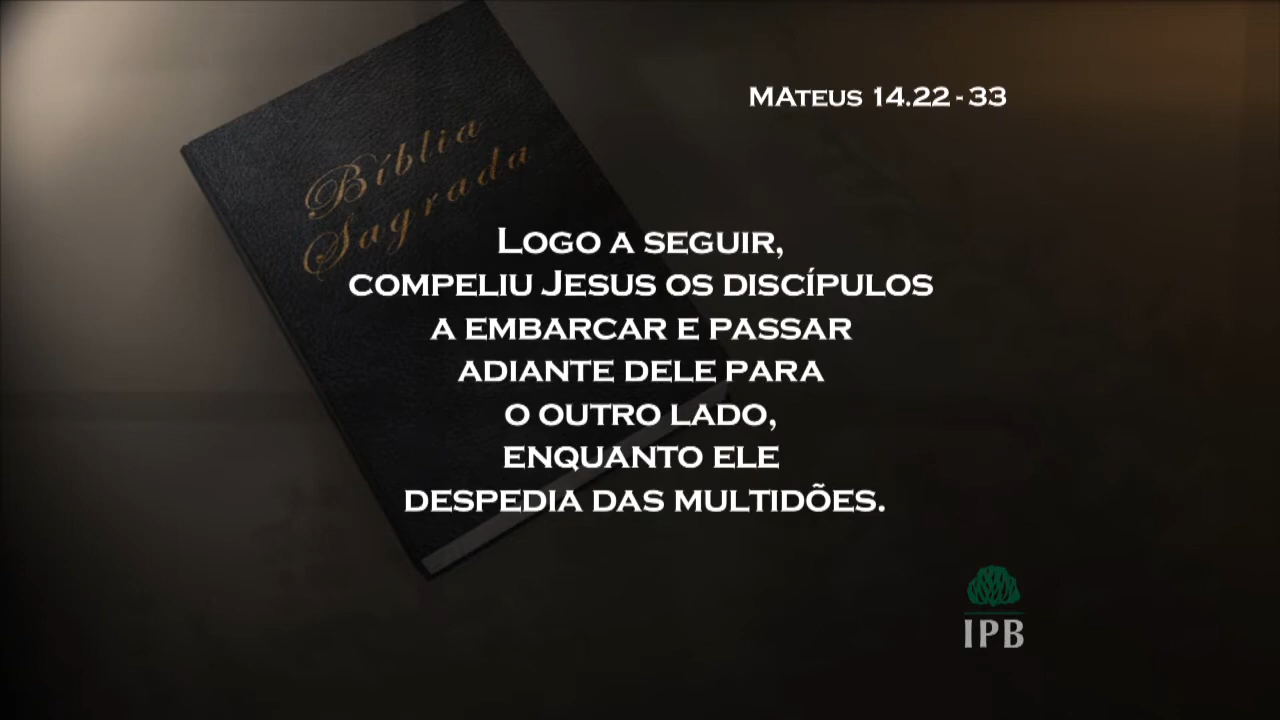 Bíblia
Sagrada
MAteus 14.22 - 33
Logo a seguir,
compeliu Jesus os discípulos
a embarcar e passar
adiante dele para
o outro lado,
enquanto ele
despedia das multidões.
IPB